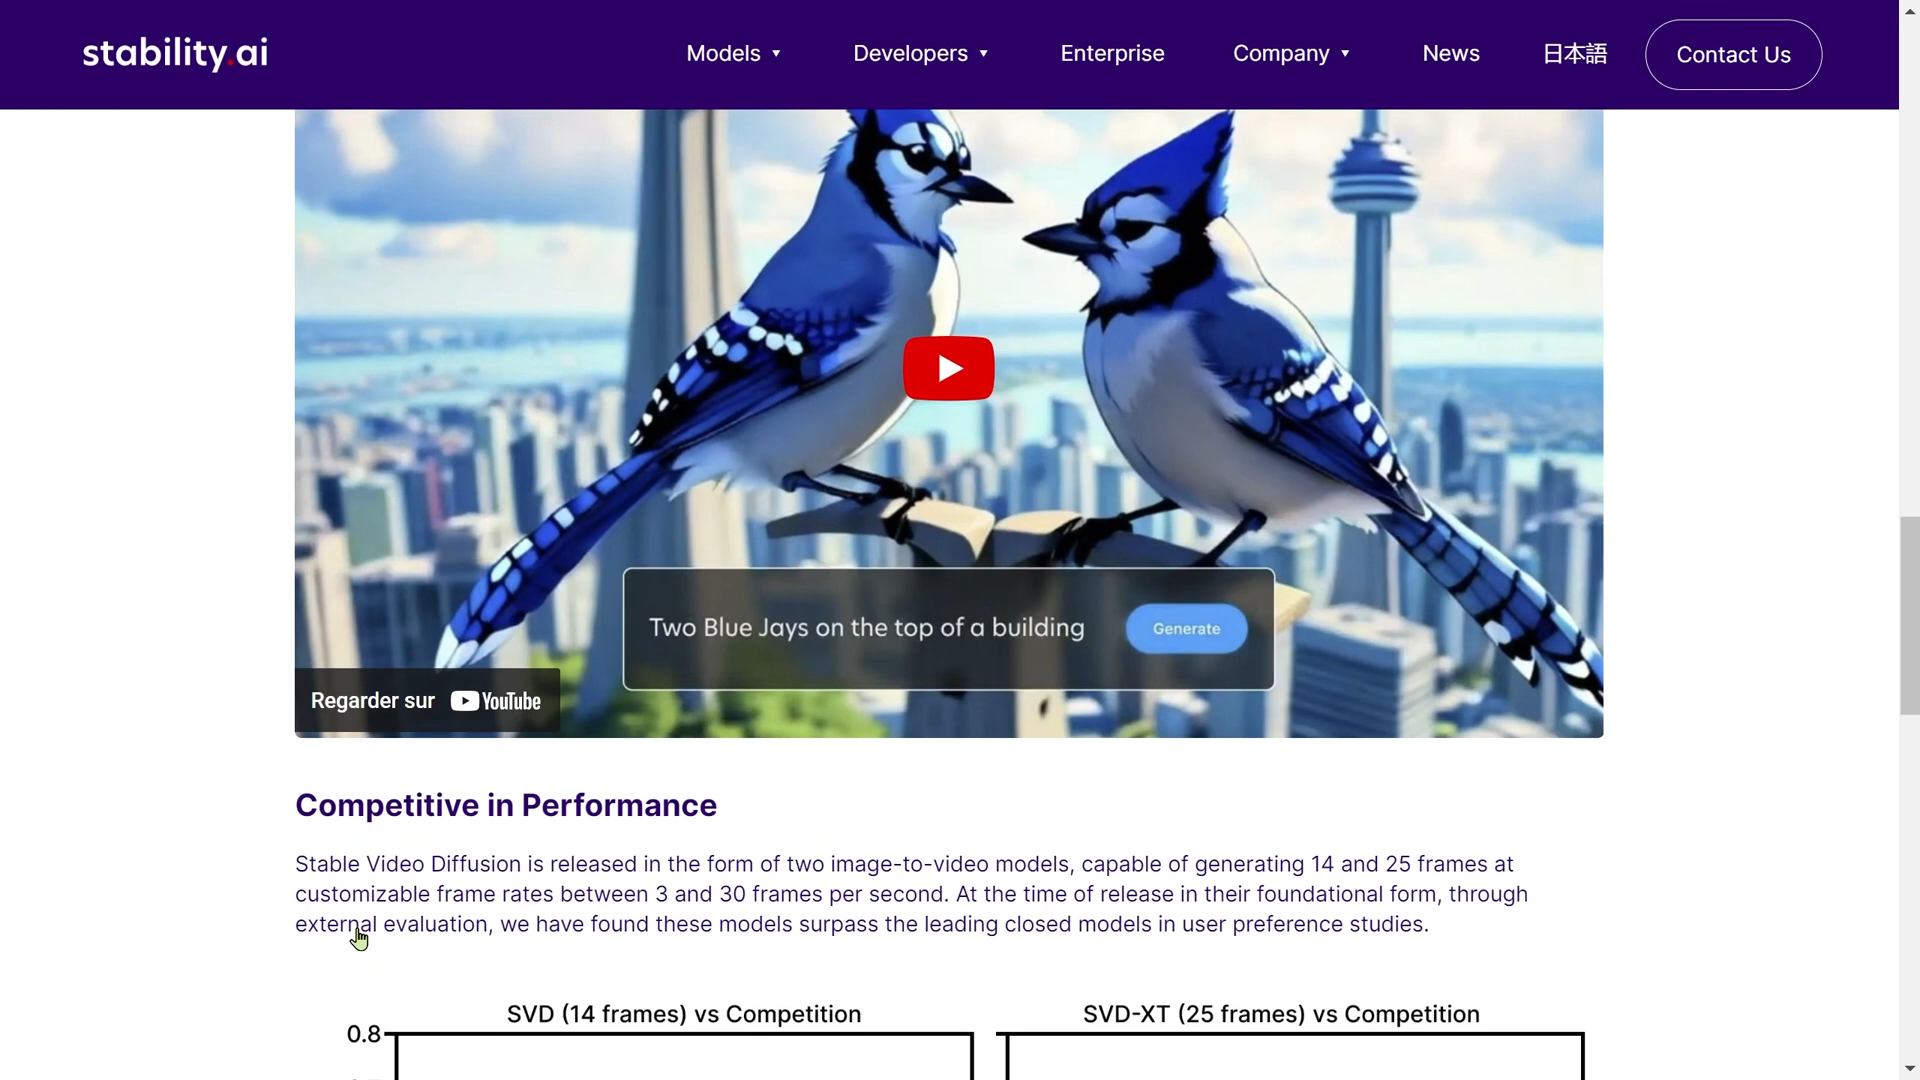 stability.ai
Models
Developers
Enterprise
Company
News
日本語
Contact Us
Two Blue Jays on the top of a building
Generate
Regarder sur YouTube
Competitive in Performance
Stable Video Diffusion is released in the form of two image-to-video models, capable of generating 14 and 25 frames at
customizable frame rates between 3 and 30 frames per second. At the time of release in their foundational form, through
external evaluation, we have found these models surpass the leading closed models in user preference studies.
SVD (14 frames) vs Competition
SVD-XT (25 frames) vs Competition
0.8